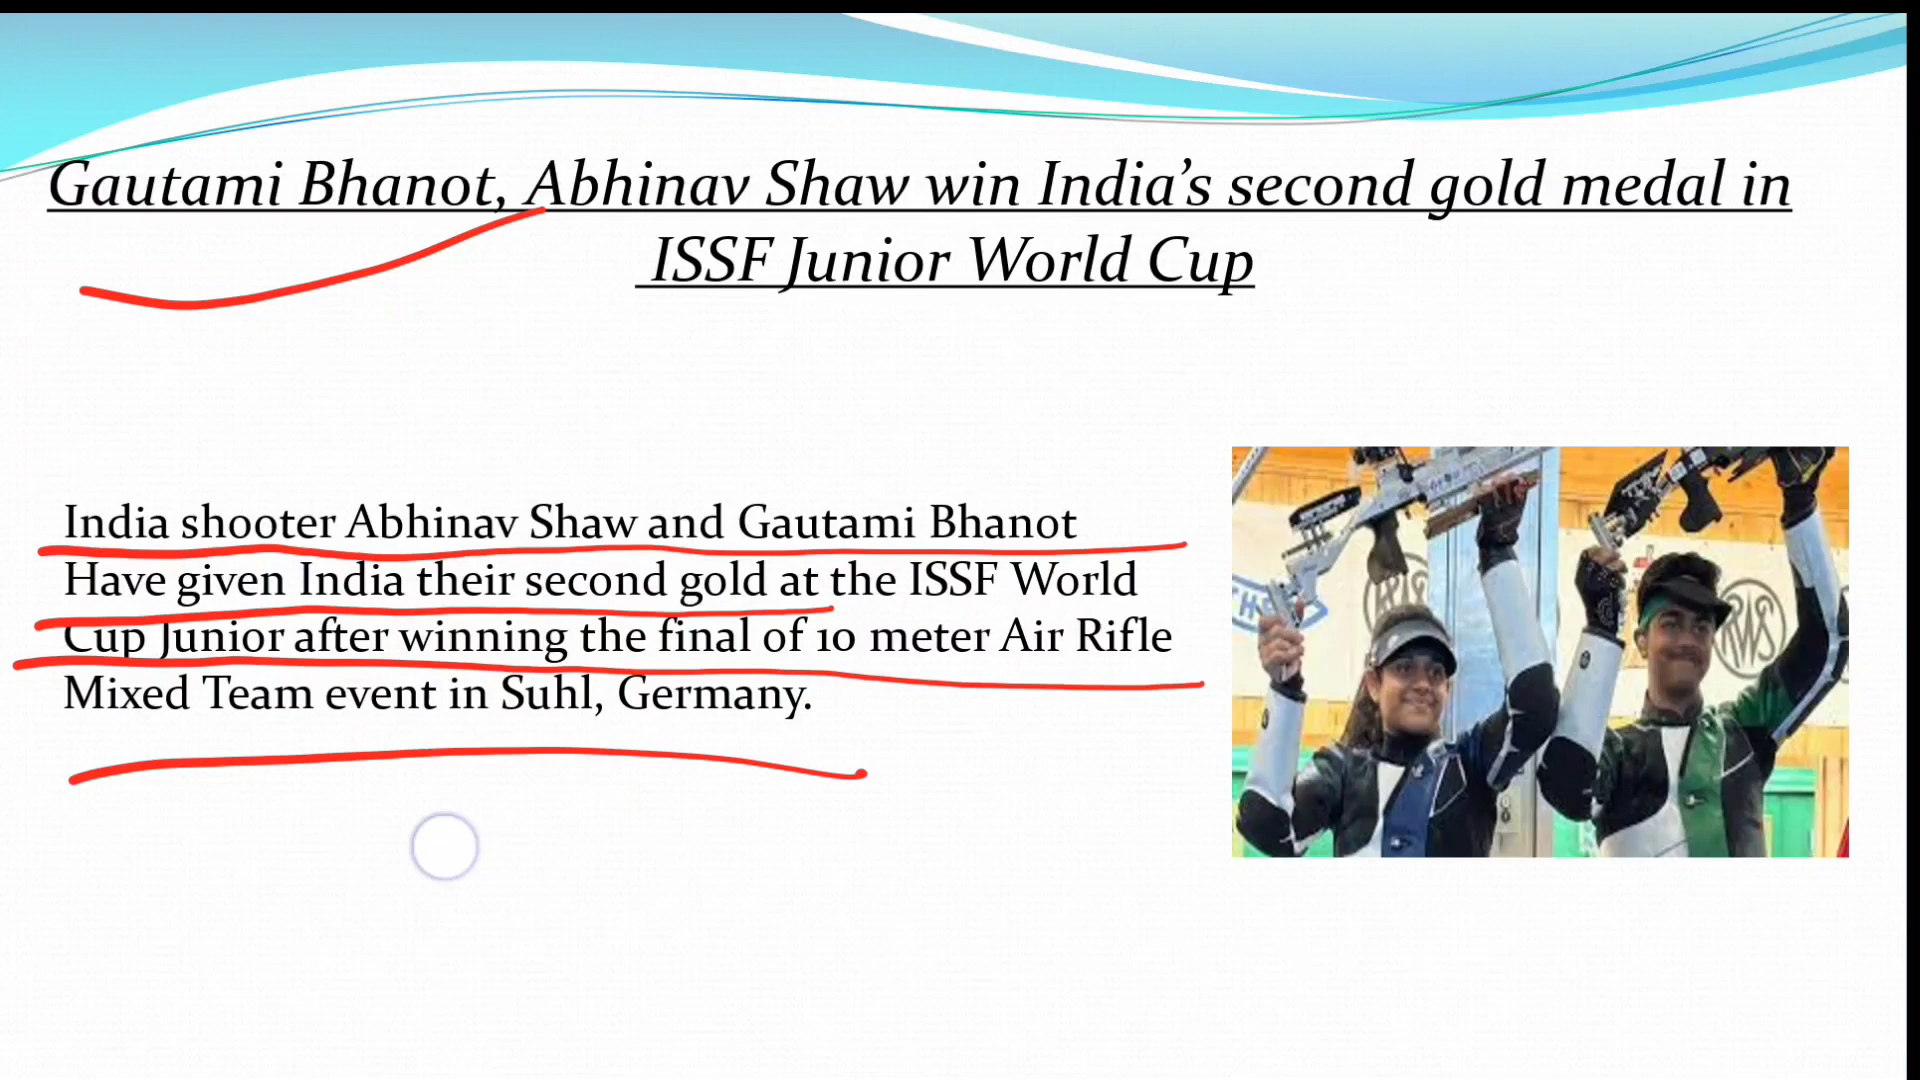 Gautami Bhanot, Abhinav Shaw win India's second gold medal in
ISSF Junior World Cup
India shooter Abhinav Shaw and Gautami Bhanot
Have given India their second gold at the ISSF World
Cup Junior after winning the final of 10 meter Air Rifle
Mixed Team event in Suhl, Germany.
RWS